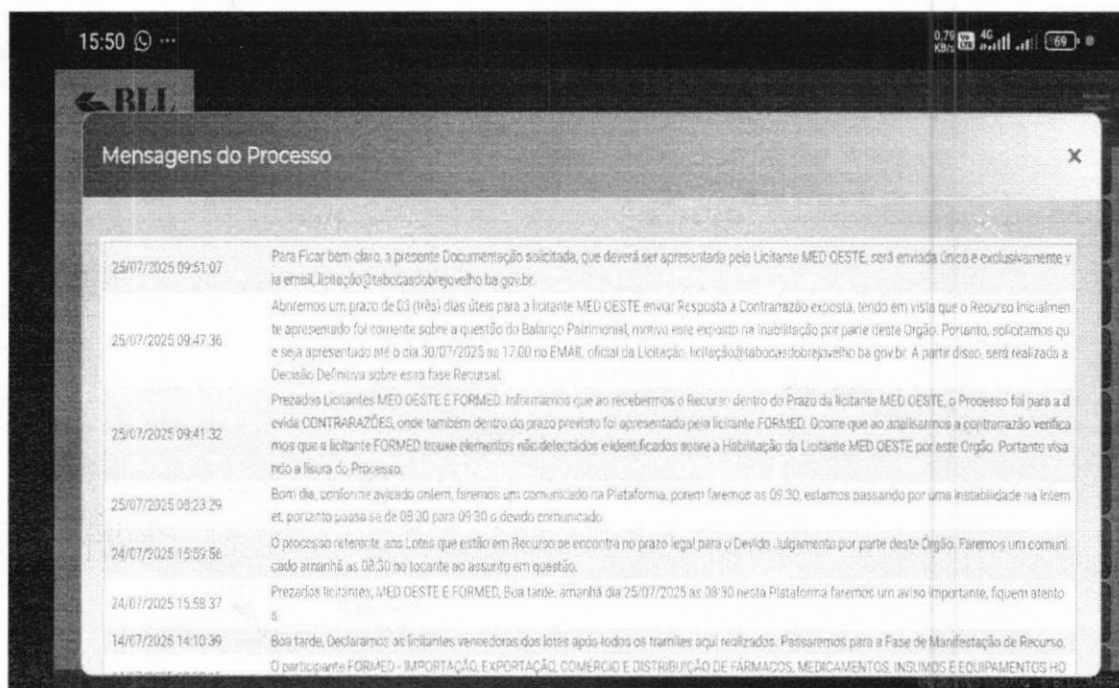 15:50
0,79 KB/s Vo LTE 4G 69
BLL
Mensagens do Processo X
25/07/2025 09:51:07
Para Ficar bem claro, a presente Documentação solicitada, que deverá ser apresentada pela Licitante MED OESTE, será enviada única e exclusivamente v
ia email, licitação@tabocasdobrejovelho.ba.gov.br.
25/07/2025 09:47:36
Abriremos um prazo de 03 (três) dias úteis para a licitante MED OESTE enviar Resposta a Contrarrazão exposta, tendo em vista que o Recurso Inicialmen
te apresentado foi somente sobre a questão do Balanço Patrimonial, motivo este exposto na Inabilitação por parte deste Orgão. Portanto, solicitamos qu
e seja apresentado até o dia 30/07/2025 as 17:00 no EMAIL oficial da Licitação, licitação@tabocasdobrejovelho.ba.gov.br. A partir disso, será realizada a
Decisão Definitiva sobre essa fase Recursal.
25/07/2025 09:41:32
Prezados Licitantes MED OESTE E FORMED. Informamos que ao recebermos o Recurso dentro do Prazo da licitante MED OESTE, o Processo foi para a d
evida CONTRARAZÕES, onde também dentro do prazo previsto foi apresentado pela licitante FORMED. Ocorre que ao analisarmos a contrarrazão verifica
mos que a licitante FORMED trouxe elementos não detectados e identificados sobre a Habilitação da Licitante MED OESTE por este Orgão. Portanto visa
ndo a lisura do Processo.
25/07/2025 08:23:29
Bom dia, conforme avisado ontem, faremos um comunicado na Plataforma, porem faremos as 09:30, estamos passando por uma instabilidade na intern
et, portanto passa-se de 08:30 para 09:30 o devido comunicado.
24/07/2025 15:59:56
O processo referente aos Lotes que estão em Recurso se encontra no prazo legal para o Devido Julgamento por parte deste Órgão. Faremos um comuni
cado amanhã as 08:30 no tocante ao assunto em questão.
24/07/2025 15:58:37
Prezados licitantes, MED OESTE E FORMED, Boa tarde, amanhã dia 25/07/2025 as 08:30 nesta Plataforma faremos um aviso importante, fiquem atento
s.
14/07/2025 14:10:39
Boa tarde, Declaramos as licitantes vencedoras dos lotes após todos os tramites aqui realizados. Passaremos para a Fase de Manifestação de Recurso.
O participante FORMED - IMPORTAÇÃO, EXPORTAÇÃO, COMÉRCIO E DISTRIBUIÇÃO DE FÁRMACOS, MEDICAMENTOS, INSUMOS E EQUIPAMENTOS HO